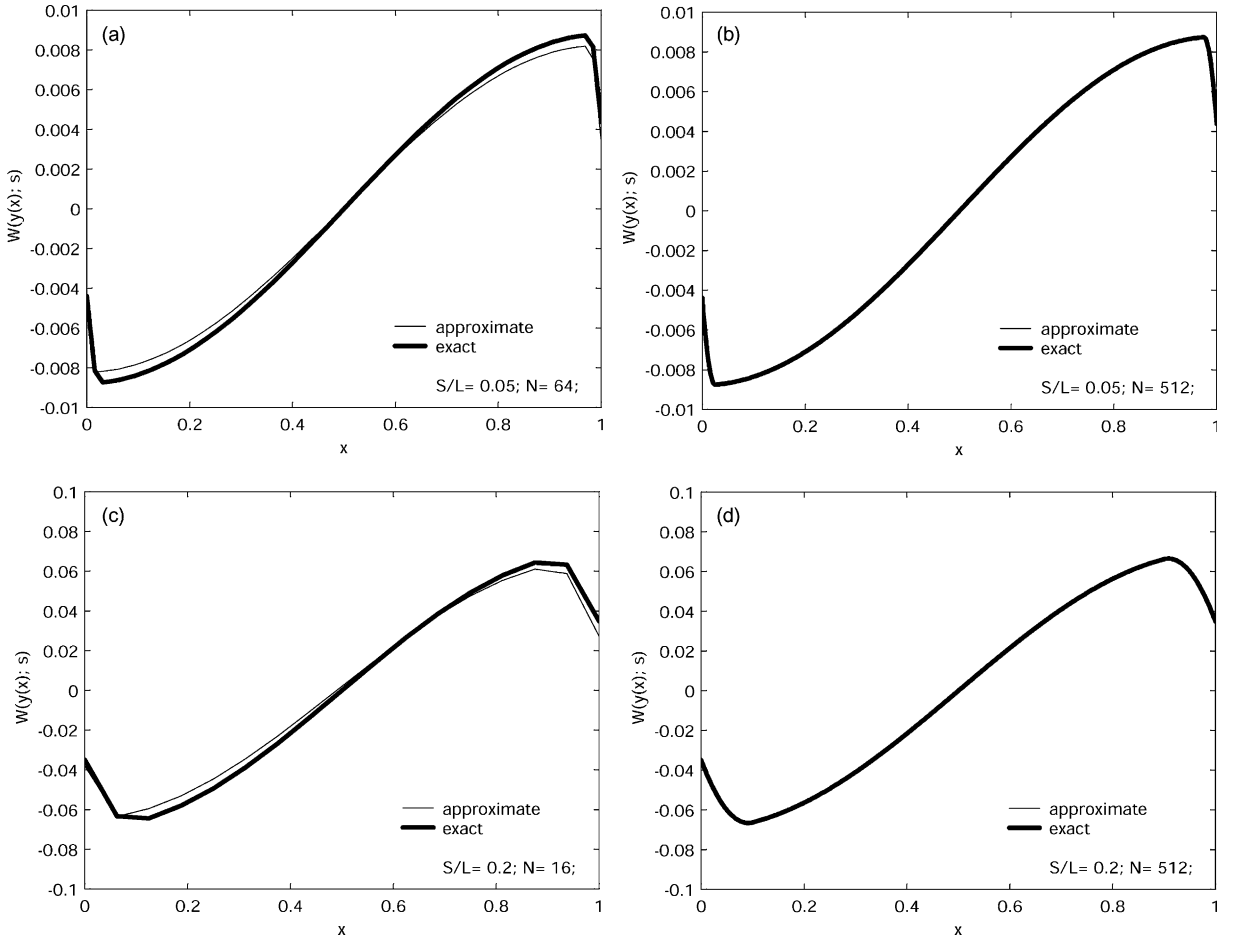 (a)
0.01
0.008
0.006
0.004
0.002
0
-0.002
-0.004
-0.006
-0.008
-0.01
W(y(x); s)
approximate
exact
S/L= 0.05; N= 64;
0 0.2 0.4 0.6 0.8 1
x
(b)
0.01
0.008
0.006
0.004
0.002
0
-0.002
-0.004
-0.006
-0.008
-0.01
W(y(x); s)
approximate
exact
S/L= 0.05; N= 512;
0 0.2 0.4 0.6 0.8 1
x
(c)
0.1
0.08
0.06
0.04
0.02
0
-0.02
-0.04
-0.06
-0.08
-0.1
W(y(x); s)
approximate
exact
S/L= 0.2; N= 16;
0 0.2 0.4 0.6 0.8 1
x
(d)
0.1
0.08
0.06
0.04
0.02
0
-0.02
-0.04
-0.06
-0.08
-0.1
W(y(x); s)
approximate
exact
S/L= 0.2; N= 512;
0 0.2 0.4 0.6 0.8 1
x